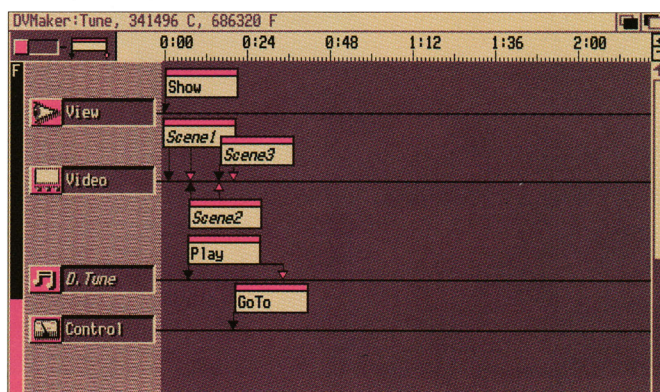 DVMaker:Tune, 341496 C, 686320 F
0:00 0:24 0:48 1:12 1:36 2:00
F
Show
View
Scene1
Scene3
Video
Scene2
Play
D.Tune
GoTo
Control